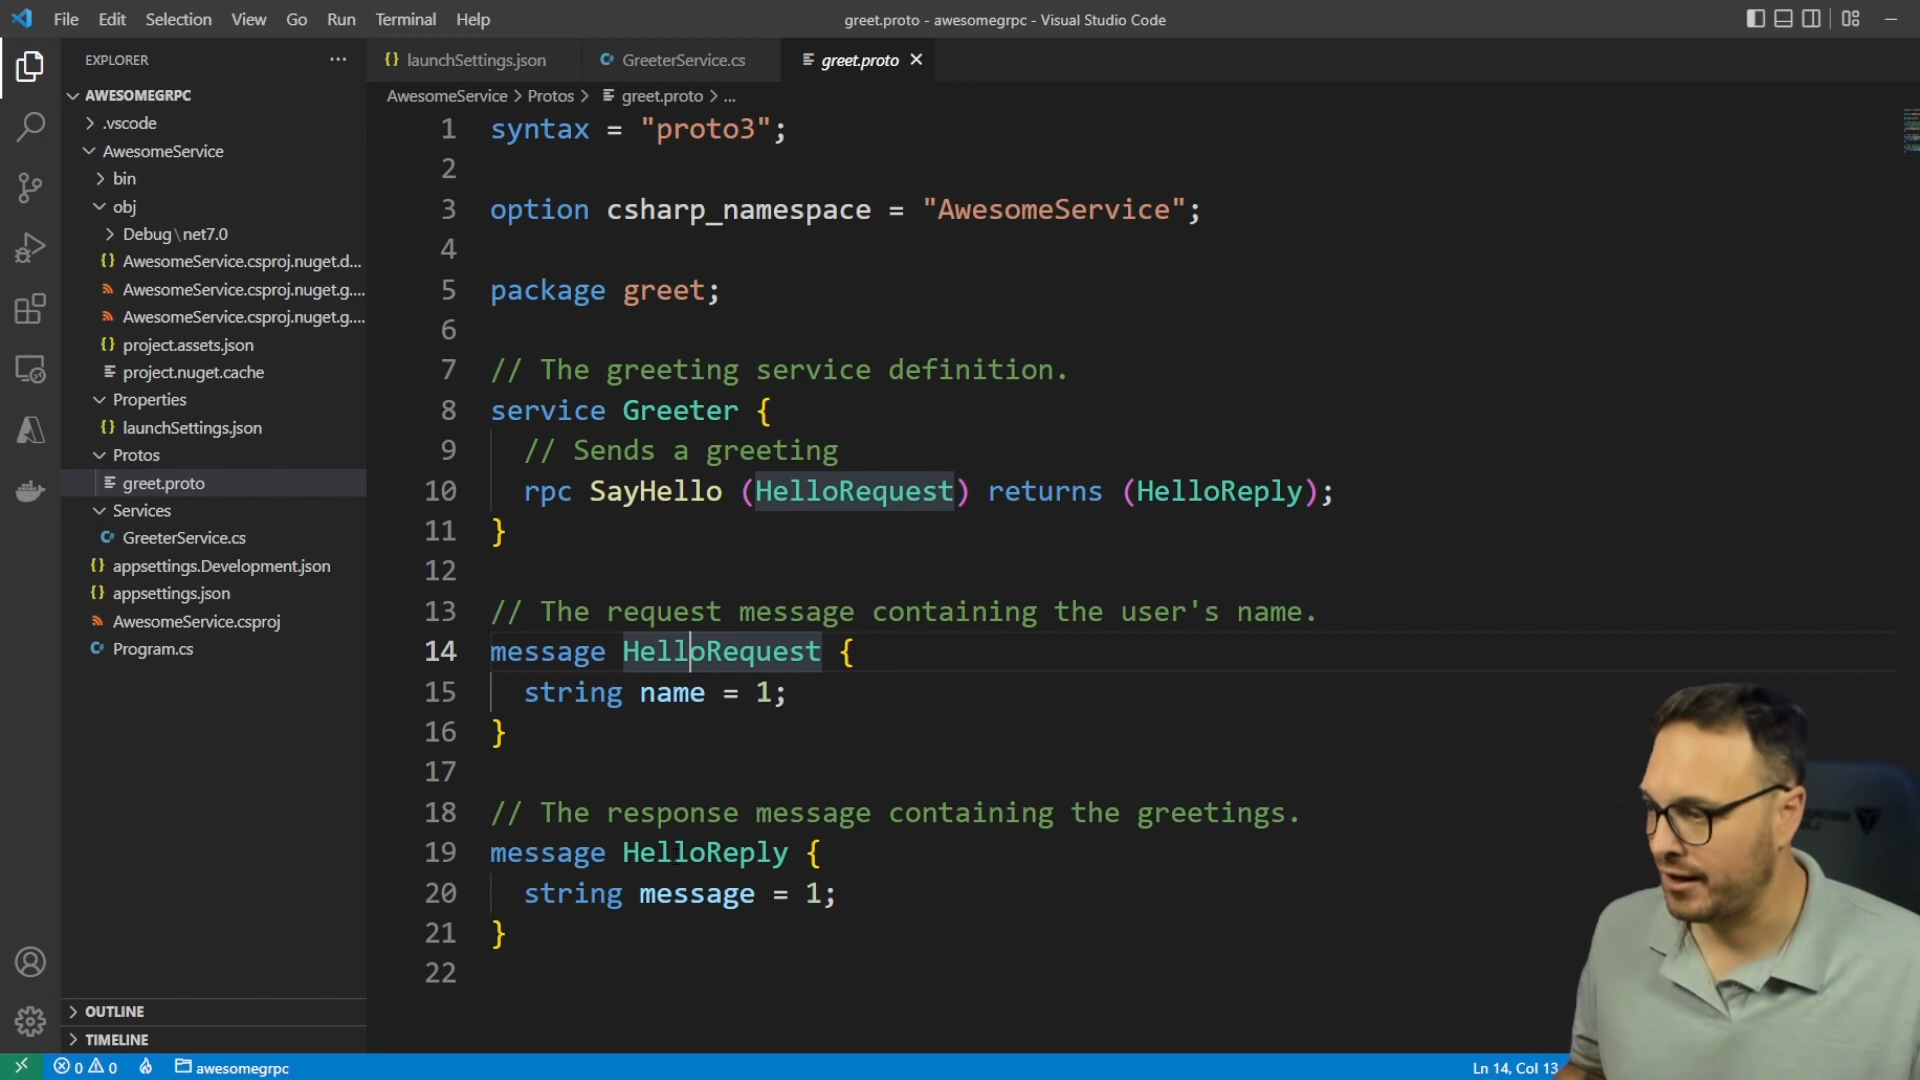 File Edit Selection View Go Run Terminal Help
greet.proto - awesomegrpc - Visual Studio Code
EXPLORER
AWESOMEGRPC
.vscode
AwesomeService
bin
obj
Debug\net7.0
AwesomeService.csproj.nuget.d...
AwesomeService.csproj.nuget.g....
AwesomeService.csproj.nuget.g....
project.assets.json
project.nuget.cache
Properties
launchSettings.json
Protos
greet.proto
Services
GreeterService.cs
appsettings.Development.json
appsettings.json
AwesomeService.csproj
Program.cs
OUTLINE
TIMELINE
launchSettings.json GreeterService.cs greet.proto
AwesomeService > Protos > greet.proto > ...
1 syntax = "proto3";
2
3 option csharp_namespace = "AwesomeService";
4
5 package greet;
6
7 // The greeting service definition.
8 service Greeter {
9 // Sends a greeting
10 rpc SayHello (HelloRequest) returns (HelloReply);
11 }
12
13 // The request message containing the user's name.
14 message HelloRequest {
15 string name = 1;
16 }
17
18 // The response message containing the greetings.
19 message HelloReply {
20 string message = 1;
21 }
22
0 0 awesomegrpc
Ln 14, Col 13